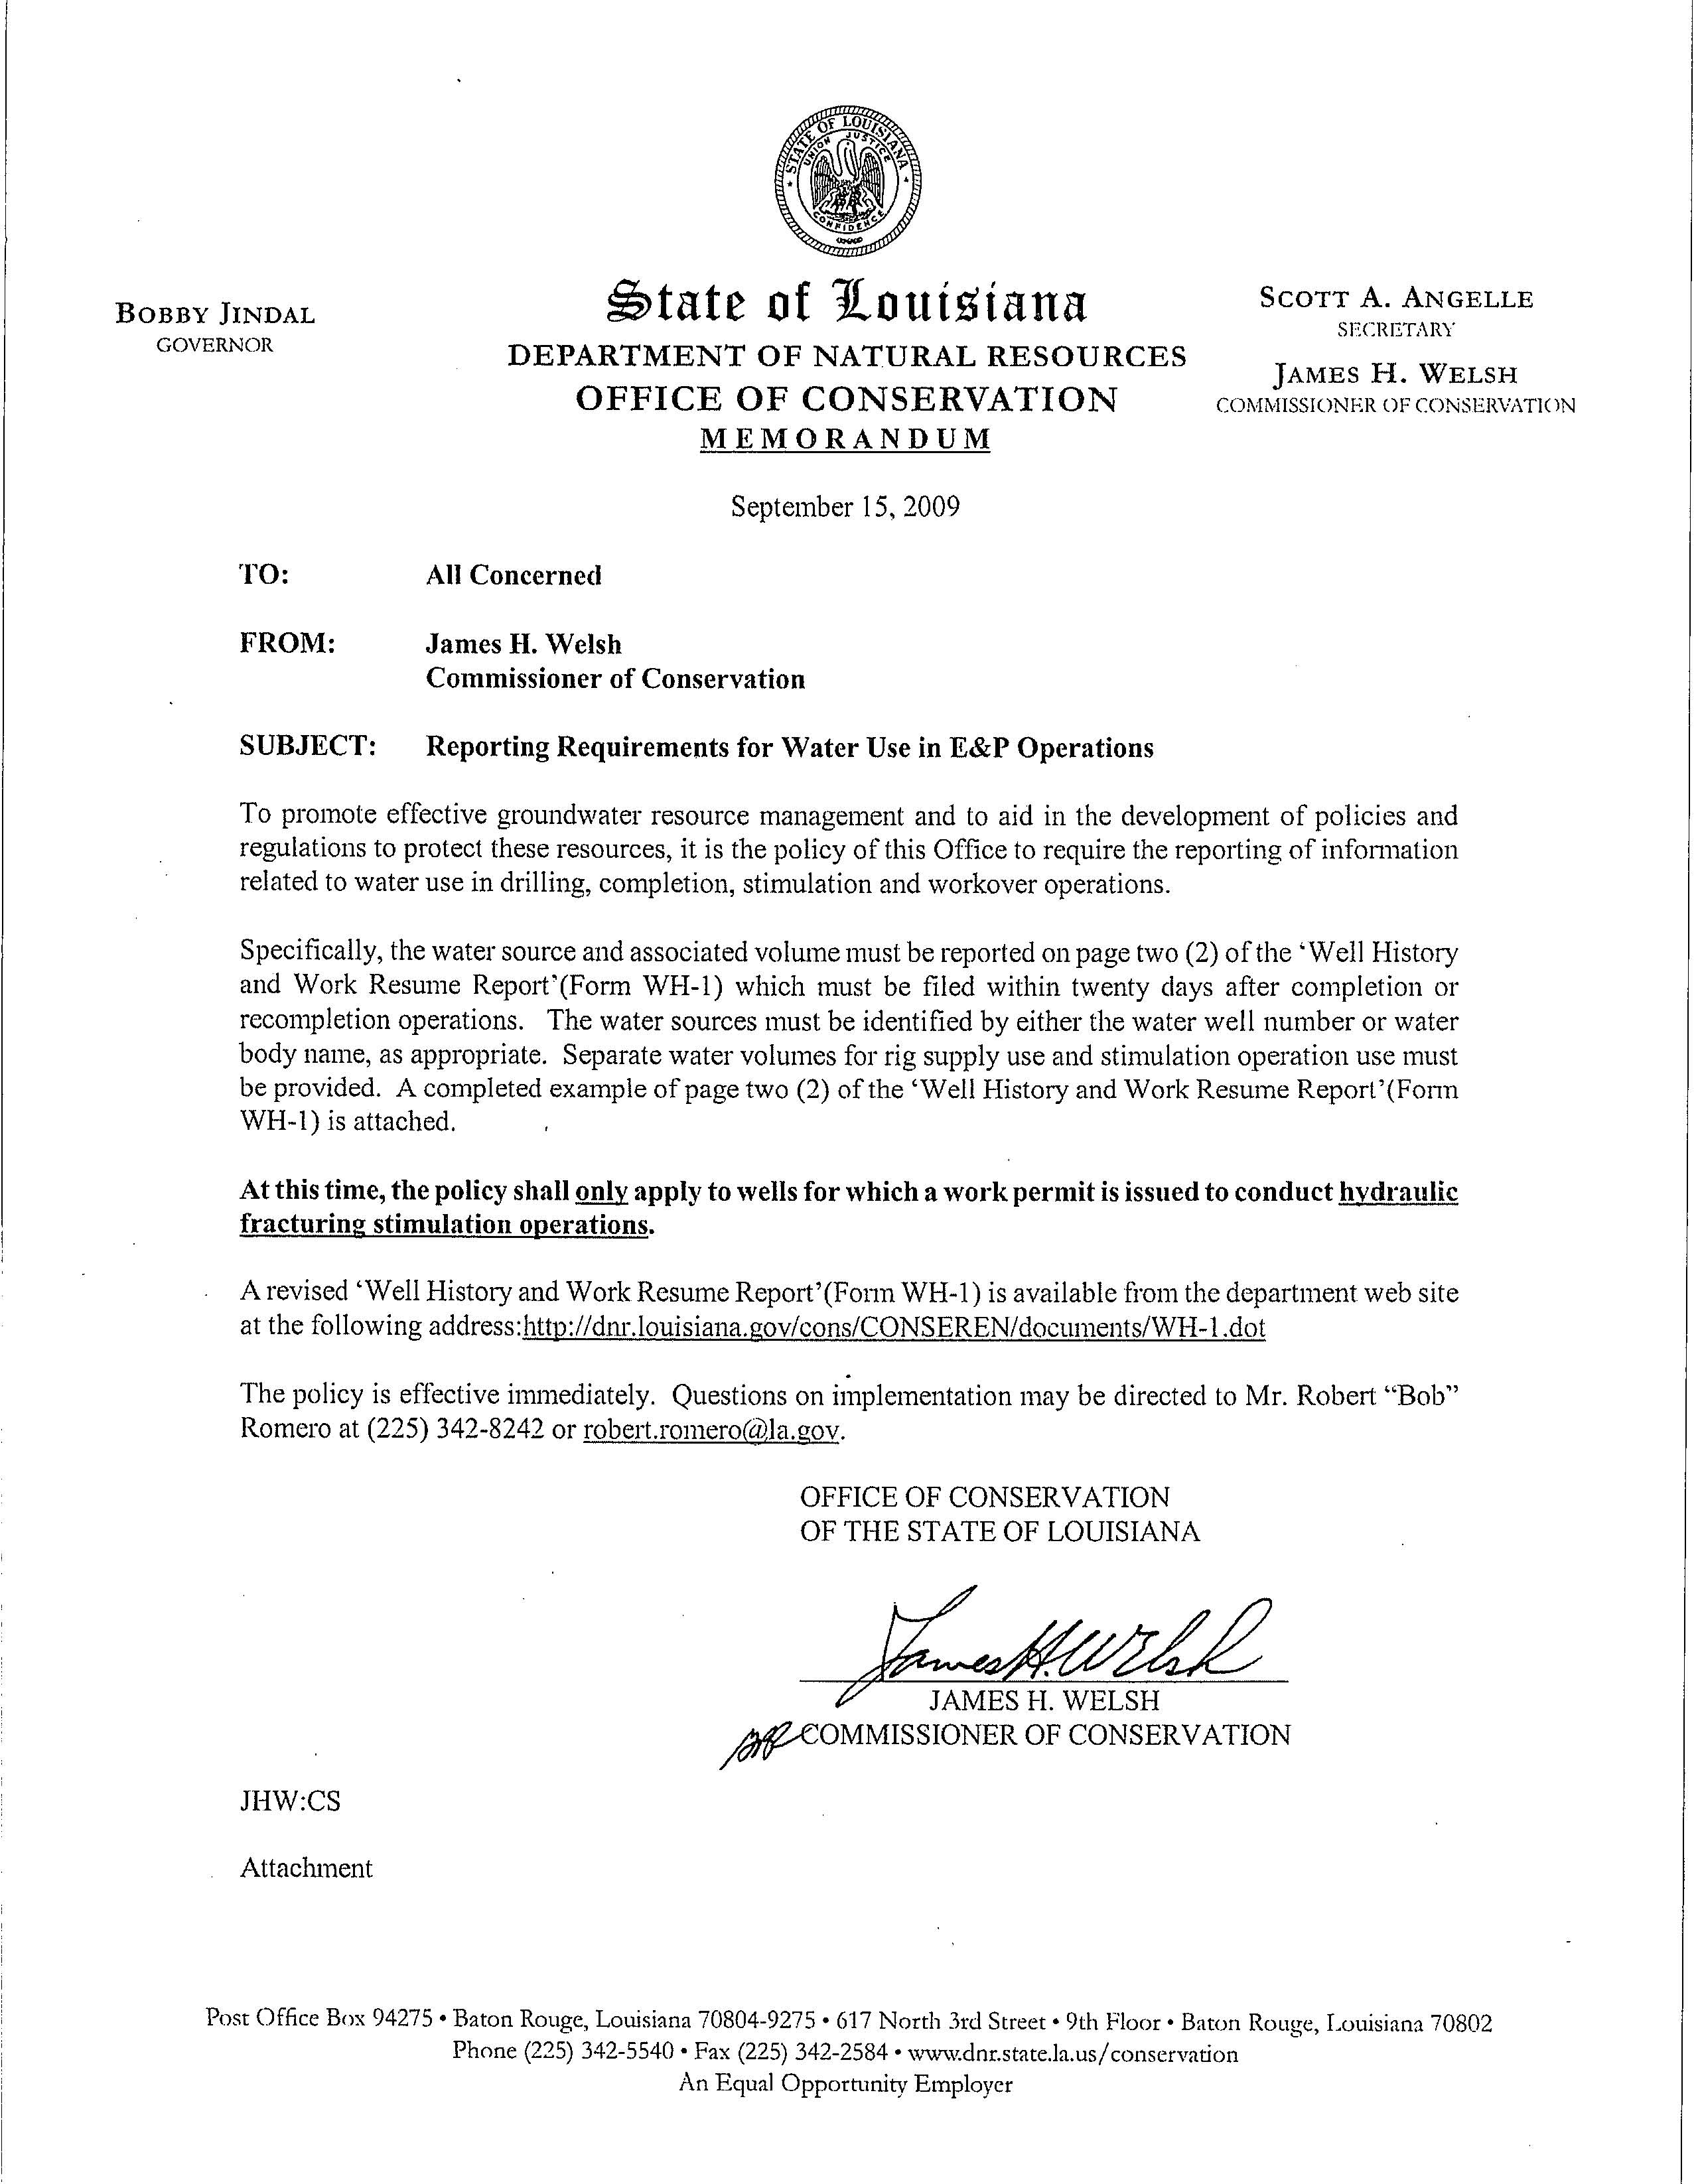 STATE OF LOUISIANA
UNION JUSTICE
CONFIDENCE
BOBBY JINDAL
GOVERNOR
State of Louisiana
DEPARTMENT OF NATURAL RESOURCES
OFFICE OF CONSERVATION
MEMORANDUM
SCOTT A. ANGELLE
SECRETARY
JAMES H. WELSH
COMMISSIONER OF CONSERVATION
September 15, 2009
TO: All Concerned
FROM: James H. Welsh
Commissioner of Conservation
SUBJECT: Reporting Requirements for Water Use in E&P Operations
To promote effective groundwater resource management and to aid in the development of policies and
regulations to protect these resources, it is the policy of this Office to require the reporting of information
related to water use in drilling, completion, stimulation and workover operations.
Specifically, the water source and associated volume must be reported on page two (2) of the ‘Well History
and Work Resume Report’(Form WH-1) which must be filed within twenty days after completion or
recompletion operations. The water sources must be identified by either the water well number or water
body name, as appropriate. Separate water volumes for rig supply use and stimulation operation use must
be provided. A completed example of page two (2) of the ‘Well History and Work Resume Report’(Form
WH-1) is attached.
At this time, the policy shall only apply to wells for which a work permit is issued to conduct hydraulic
fracturing stimulation operations.
A revised ‘Well History and Work Resume Report’(Form WH-1) is available from the department web site
at the following address:http://dnr.louisiana.gov/cons/CONSEREN/documents/WH-1.dot
The policy is effective immediately. Questions on implementation may be directed to Mr. Robert “Bob”
Romero at (225) 342-8242 or robert.romero@la.gov.
OFFICE OF CONSERVATION
OF THE STATE OF LOUISIANA
James H. Welsh
JAMES H. WELSH
COMMISSIONER OF CONSERVATION
JHW:CS
Attachment
Post Office Box 94275 • Baton Rouge, Louisiana 70804-9275 • 617 North 3rd Street • 9th Floor • Baton Rouge, Louisiana 70802
Phone (225) 342-5540 • Fax (225) 342-2584 • www.dnr.state.la.us/conservation
An Equal Opportunity Employer